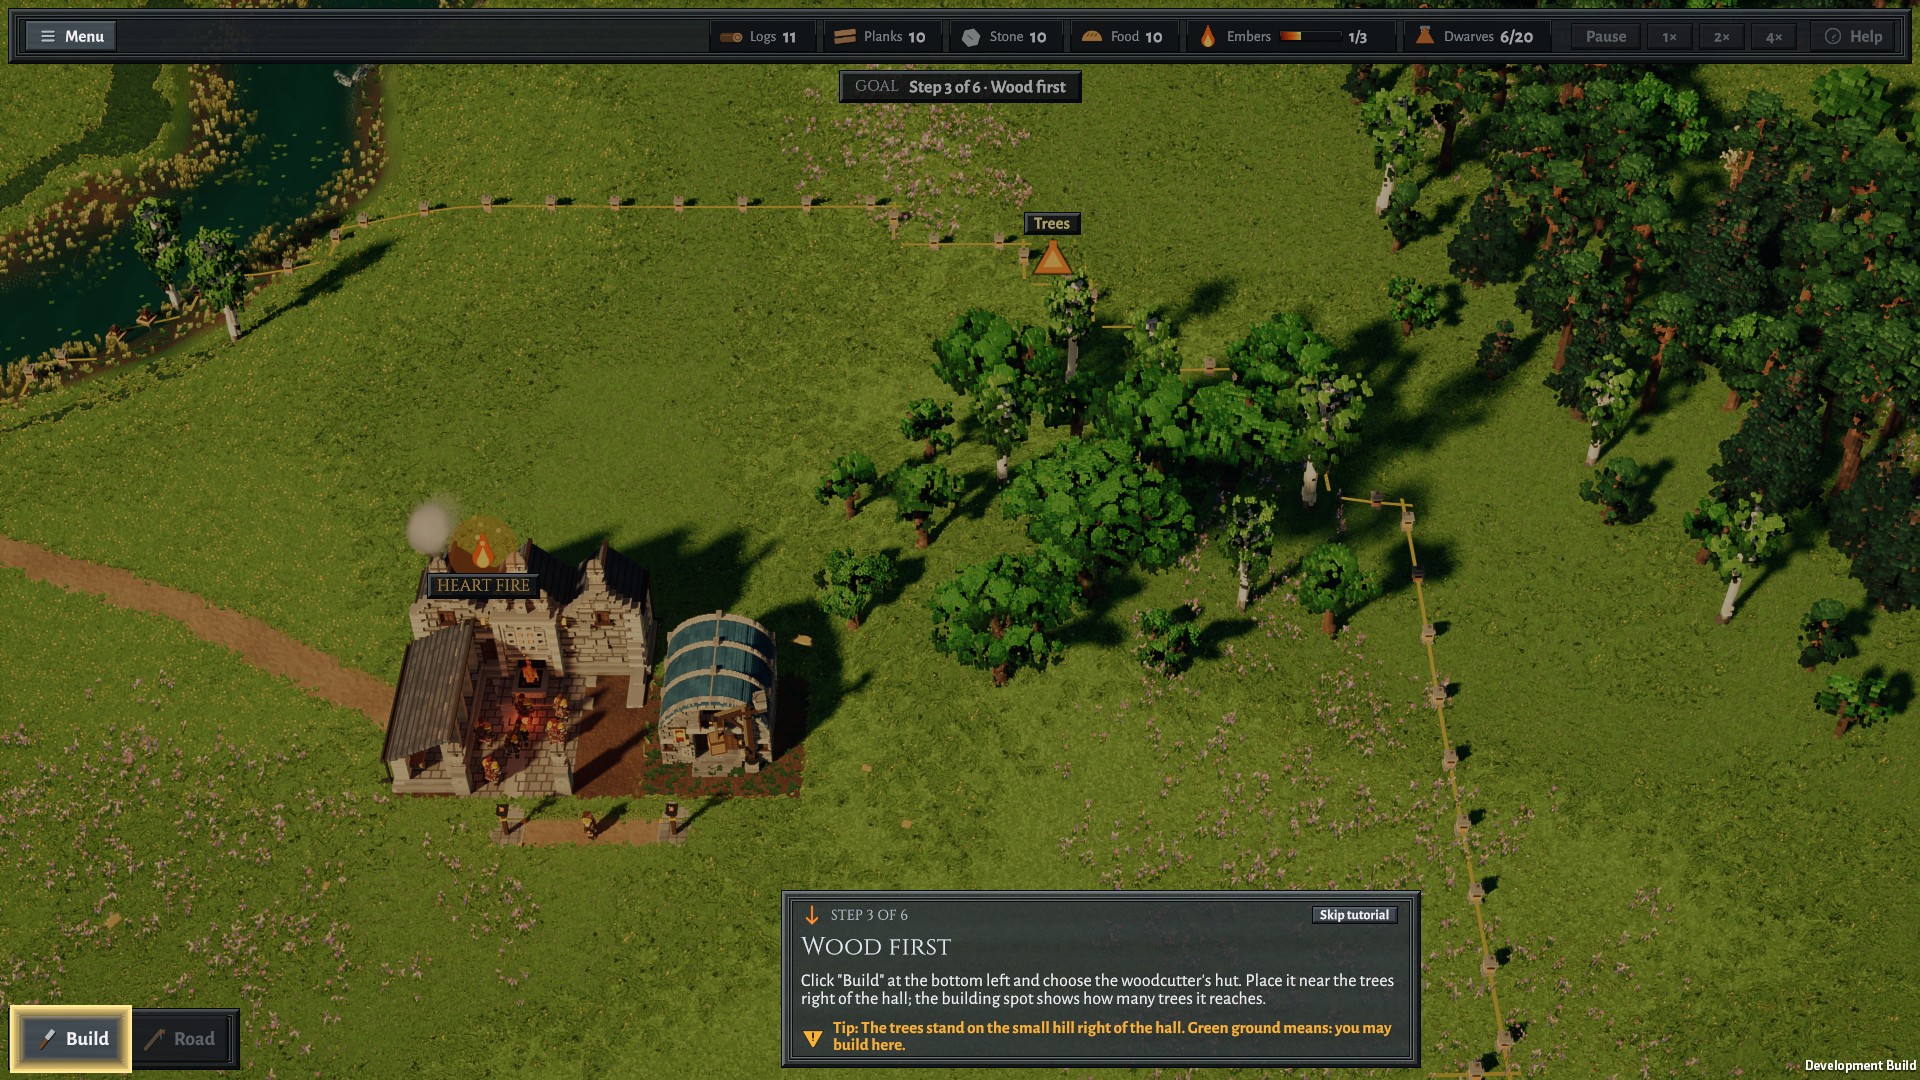 Menu
Logs 11
Planks 10
Stone 10
Food 10
Embers 1/3
Dwarves 6/20
Pause
1×
2×
4×
Help
GOAL Step 3 of 6 · Wood first
Trees
HEART FIRE
STEP 3 OF 6
Skip tutorial
WOOD FIRST
Click "Build" at the bottom left and choose the woodcutter's hut. Place it near the trees
right of the hall; the building spot shows how many trees it reaches.
Tip: The trees stand on the small hill right of the hall. Green ground means: you may
build here.
Build
Road
Development Build